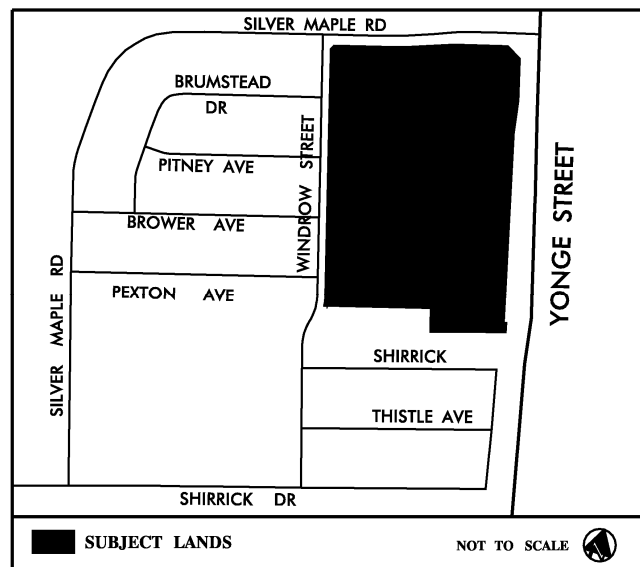 SILVER MAPLE RD
BRUMSTEAD
DR
PITNEY AVE
WINDROW STREET
BROWER AVE
YONGE STREET
PEXTON AVE
SILVER MAPLE RD
SHIRRICK
THISTLE AVE
SHIRRICK DR
SUBJECT LANDS
NOT TO SCALE